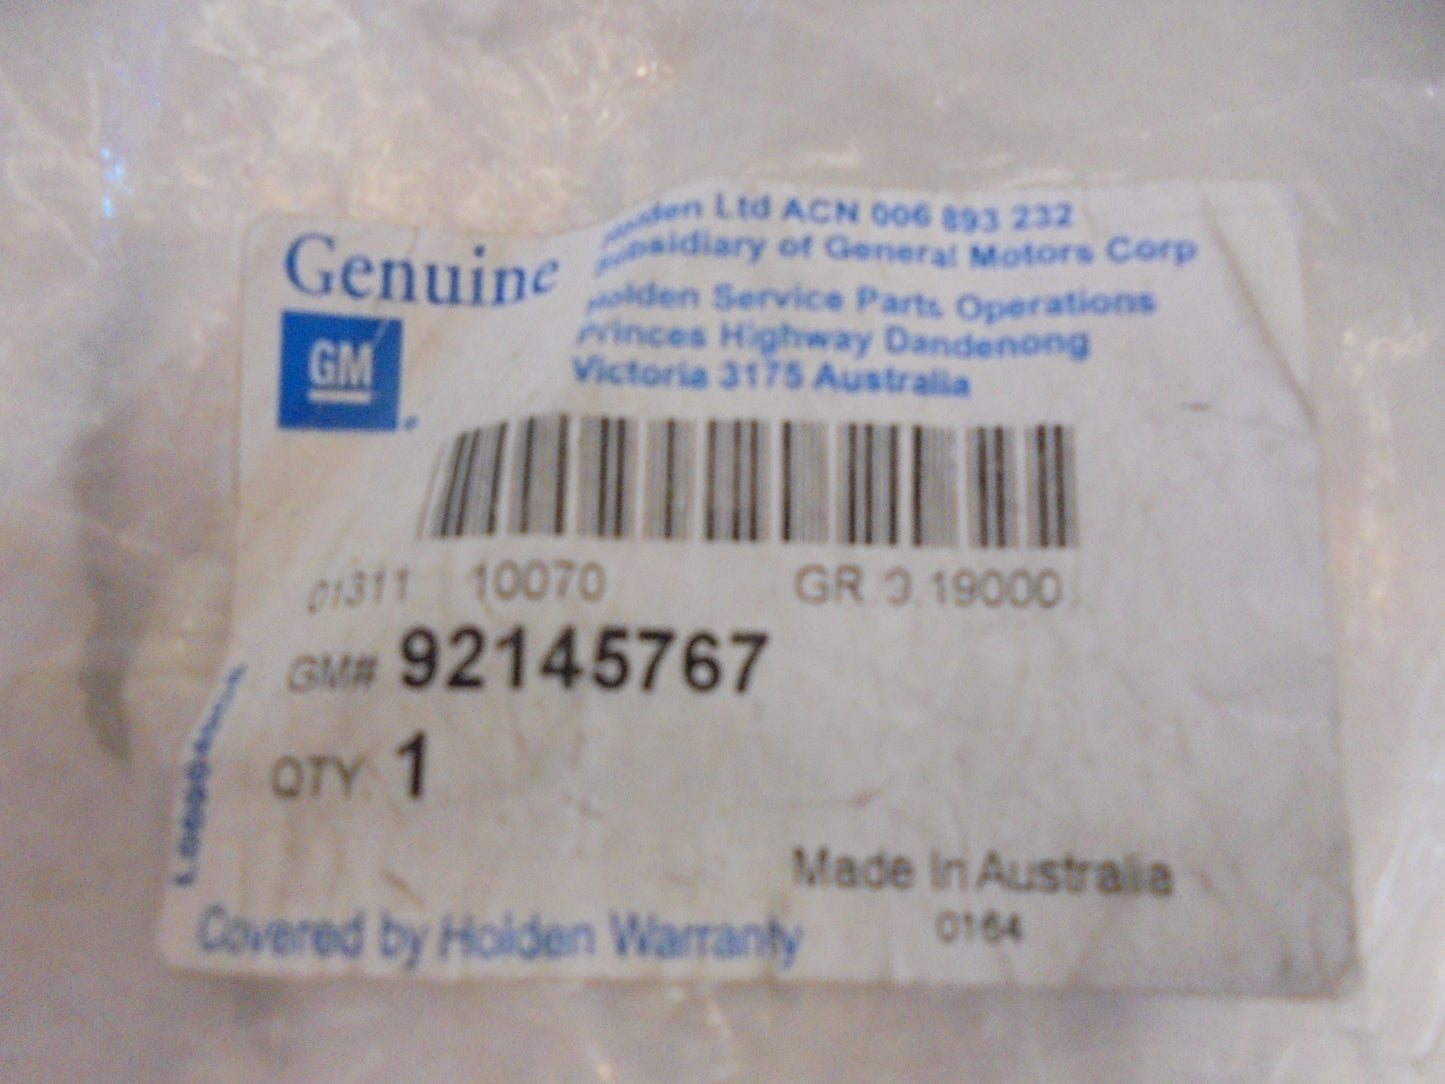 Genuine
GM
Holden Ltd ACN 006 893 232
Subsidiary of General Motors Corp
Holden Service Parts Operations
Princes Highway Dandenong
Victoria 3175 Australia
01311 10070 GR. 0.19000
GM# 92145767
QTY: 1
Made In Australia
0164
Covered by Holden Warranty